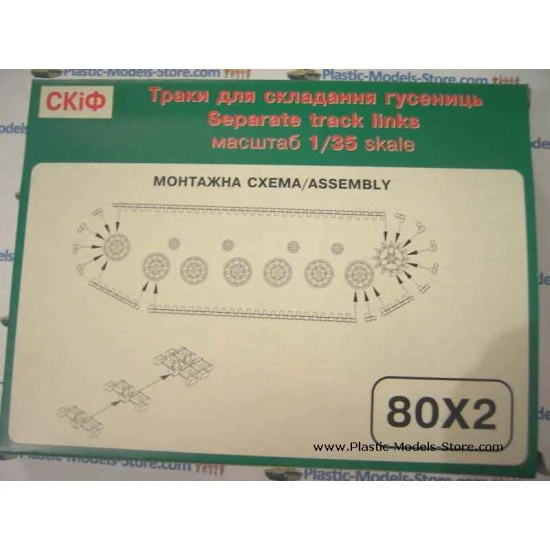 Plastic-Models-Store.com
Plastic-Models-Store.com
СКіФ
Траки для складання гусениць
Separate track links
масштаб 1/35 skale
МОНТАЖНА СХЕМА/ASSEMBLY
80X2
www.Plastic-Models-Store.com